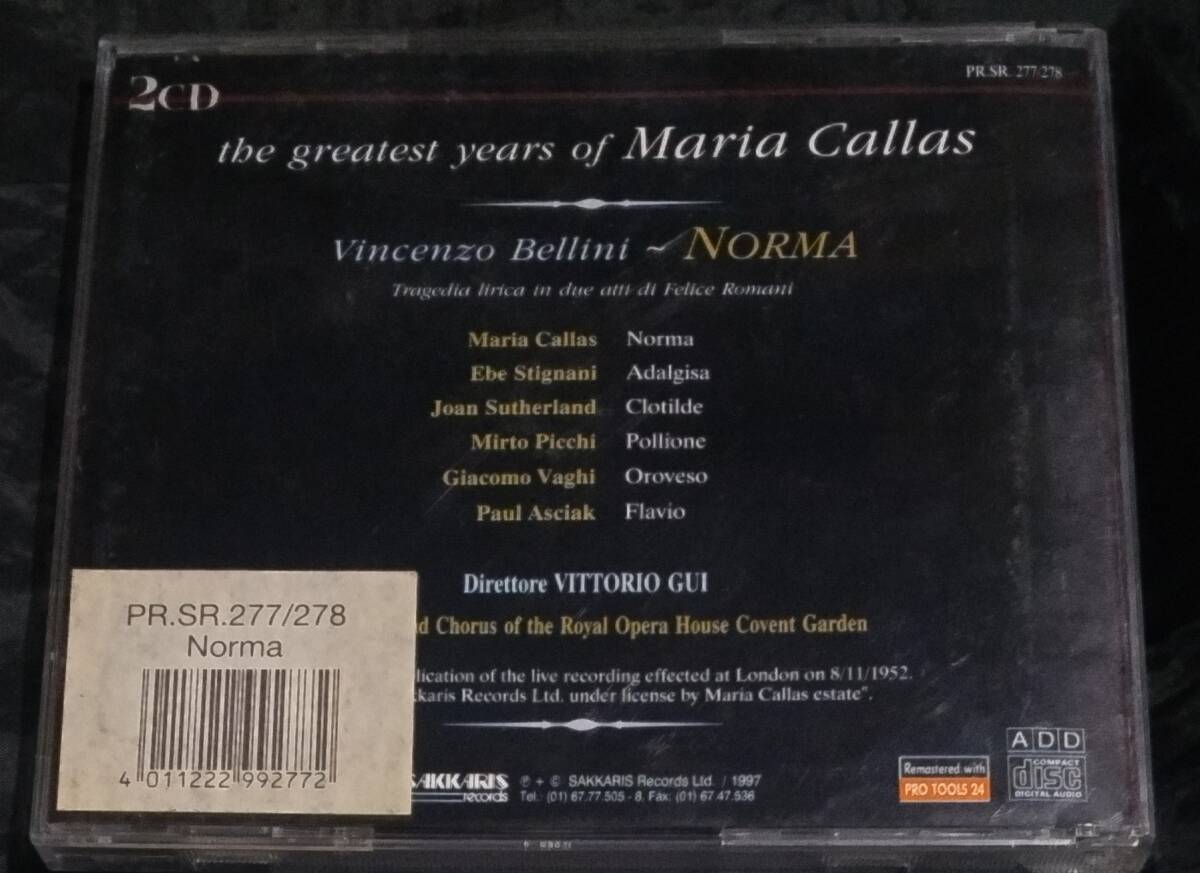 2CD
PR.SR. 277/278
the greatest years of Maria Callas
Vincenzo Bellini ~ NORMA
Tragedia lirica in due atti di Felice Romani
Maria Callas Norma
Ebe Stignani Adalgisa
Joan Sutherland Clotilde
Mirto Picchi Pollione
Giacomo Vaghi Oroveso
Paul Asciak Flavio
Direttore VITTORIO GUI
Chorus of the Royal Opera House Covent Garden
of the live recording effected at London on 8/11/1952.
Records Ltd. under license by Maria Callas estate".
PR.SR.277/278
Norma
4 011222 992772
SAKKARIS
records
℗ + © SAKKARIS Records Ltd. / 1997
Tel.: (01) 67.77.505 - 8, Fax: (01) 67.47.536
Remastered with
PRO TOOLS 24
ADD
COMPACT
disc
DIGITAL AUDIO